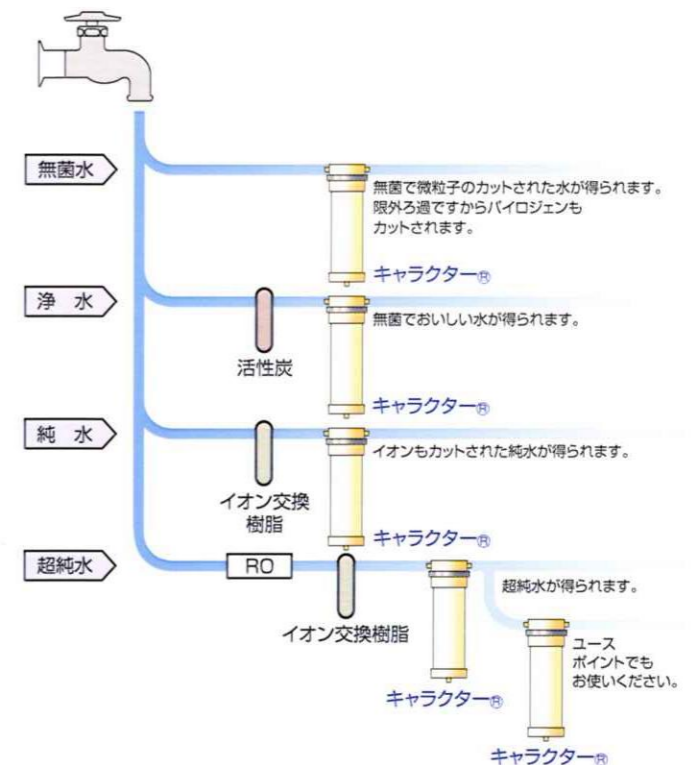 無菌水
無菌で微粒子のカットされた水が得られます。
限外ろ過ですからパイロジェンも
カットされます。
キャラクター®
浄 水
活性炭
無菌でおいしい水が得られます。
キャラクター®
純 水
イオン交換
樹脂
イオンもカットされた純水が得られます。
キャラクター®
超純水
RO
イオン交換樹脂
超純水が得られます。
キャラクター®
ユース
ポイントでも
お使いください。
キャラクター®